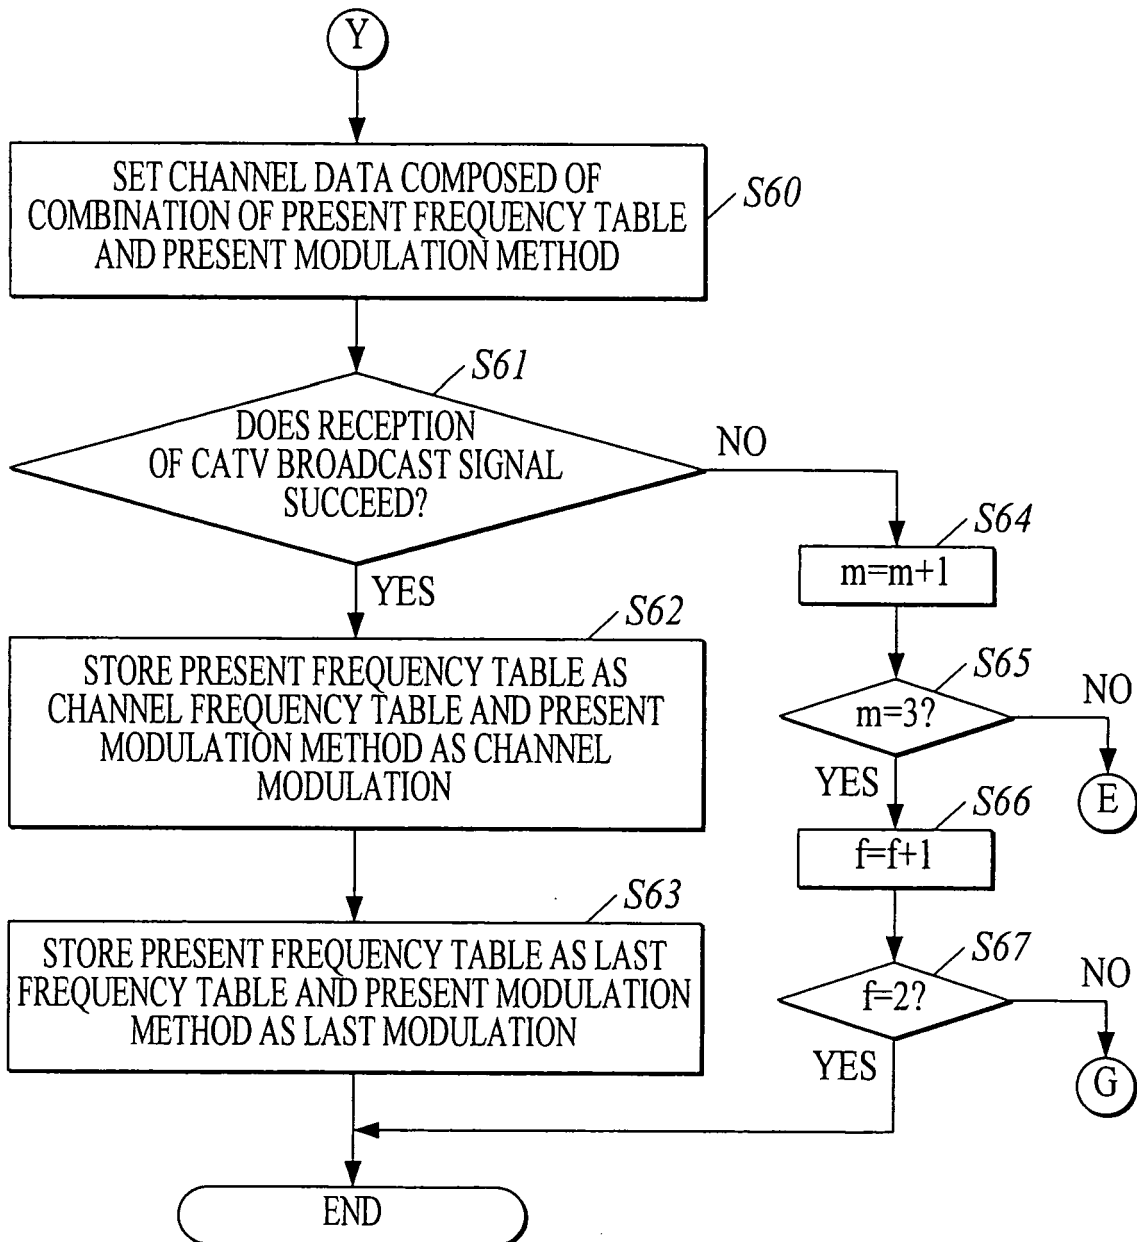 Y
SET CHANNEL DATA COMPOSED OF
COMBINATION OF PRESENT FREQUENCY TABLE
AND PRESENT MODULATION METHOD
S60
S61
DOES RECEPTION
OF CATV BROADCAST SIGNAL
SUCCEED?
NO
YES
S62
STORE PRESENT FREQUENCY TABLE AS
CHANNEL FREQUENCY TABLE AND PRESENT
MODULATION METHOD AS CHANNEL
MODULATION
S63
STORE PRESENT FREQUENCY TABLE AS LAST
FREQUENCY TABLE AND PRESENT MODULATION
METHOD AS LAST MODULATION
S64
m=m+1
S65
m=3?
NO
E
YES
S66
f=f+1
S67
f=2?
NO
G
YES
END